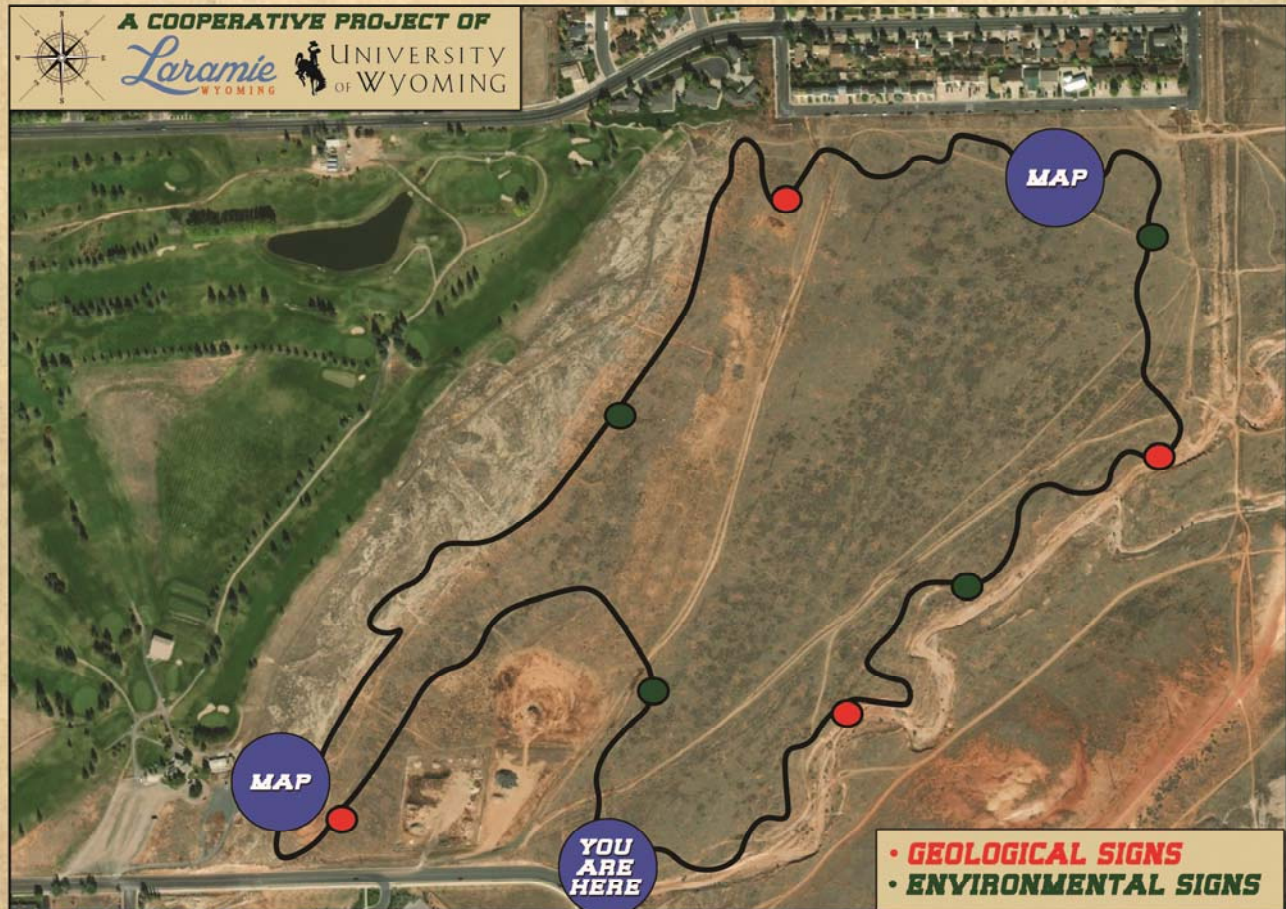 N
W
E
S
A COOPERATIVE PROJECT OF
Laramie
WYOMING
UNIVERSITY
OF WYOMING
MAP
MAP
YOU
ARE
HERE
• GEOLOGICAL SIGNS
• ENVIRONMENTAL SIGNS